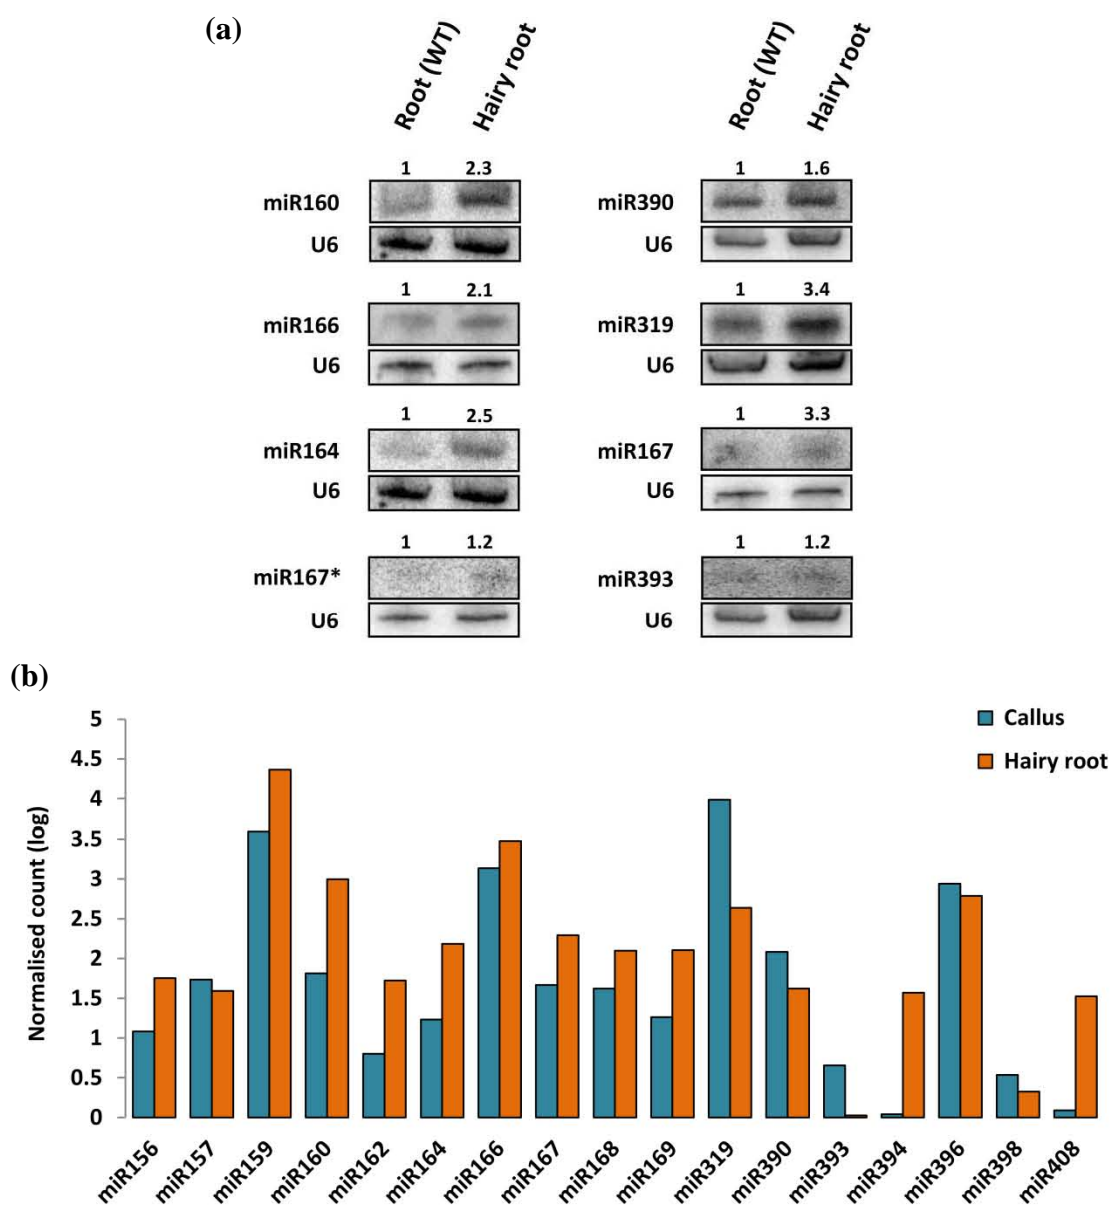 (a)
Root (WT) Hairy root Root (WT) Hairy root
1 2.3 1 1.6
miR160 miR390
U6 U6
1 2.1 1 3.4
miR166 miR319
U6 U6
1 2.5 1 3.3
miR164 miR167
U6 U6
1 1.2 1 1.2
miR167* miR393
U6 U6
(b)
Callus
Hairy root
Normalised count (log)
5
4.5
4
3.5
3
2.5
2
1.5
1
0.5
0
miR156 miR157 miR159 miR160 miR162 miR164 miR166 miR167 miR168 miR169 miR319 miR390 miR393 miR394 miR396 miR398 miR408